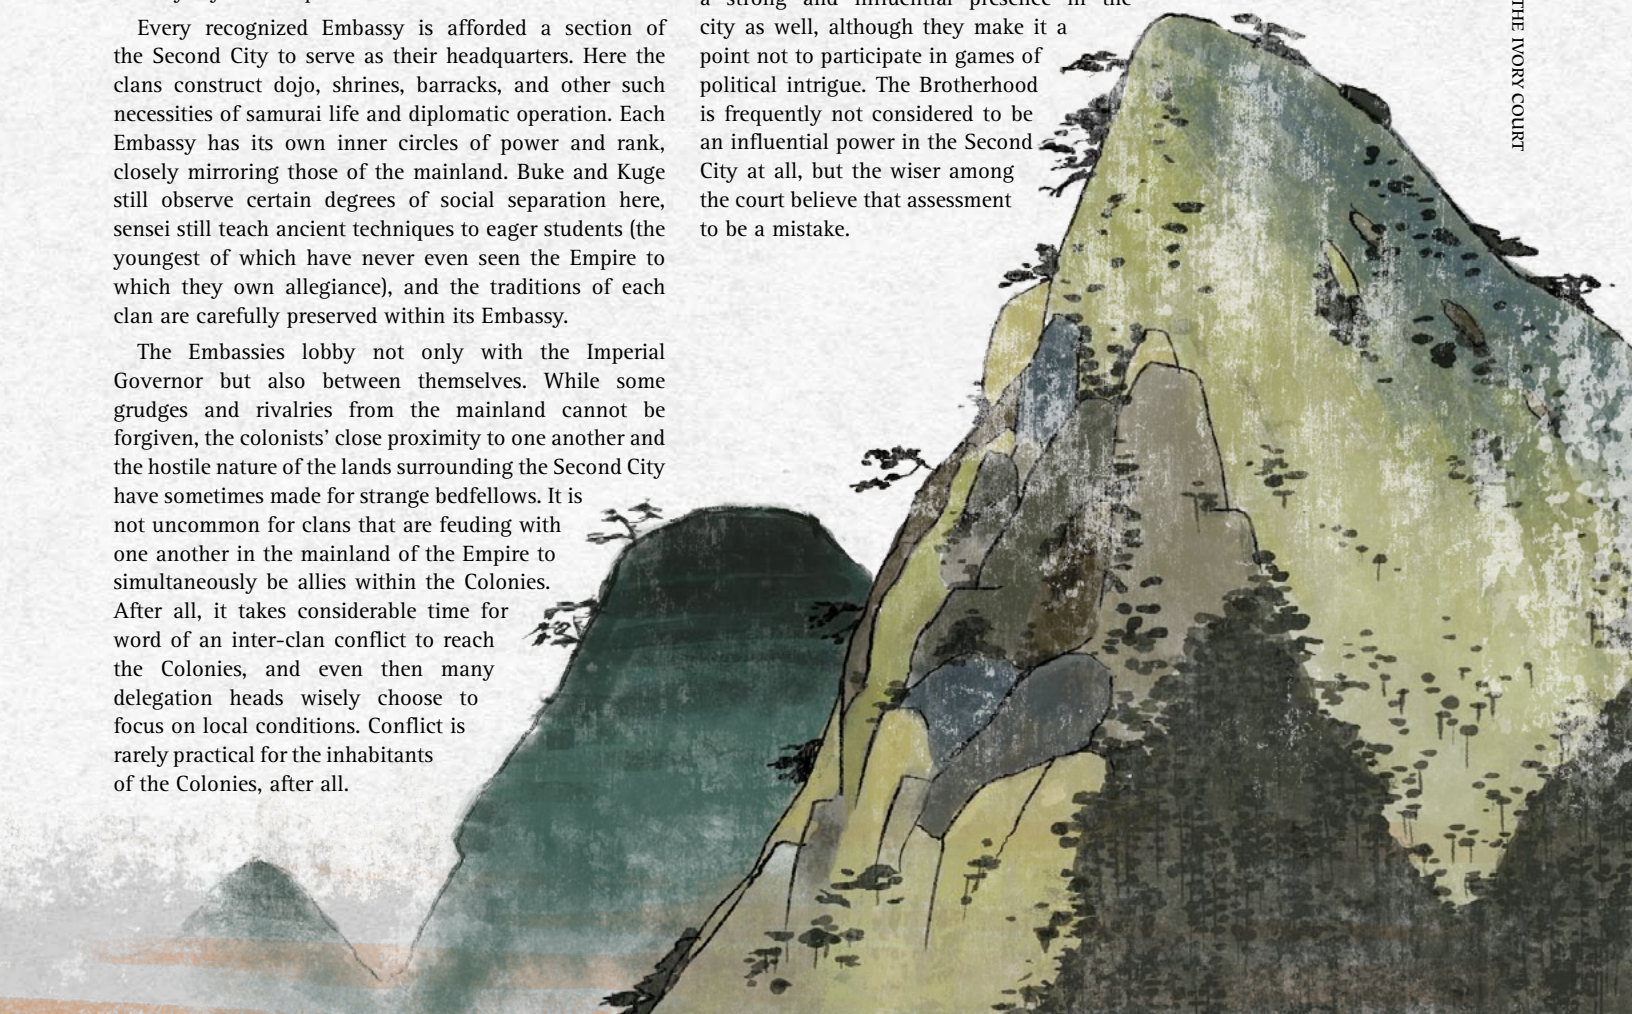 Every recognized Embassy is afforded a section of
the Second City to serve as their headquarters. Here the
clans construct dojo, shrines, barracks, and other such
necessities of samurai life and diplomatic operation. Each
Embassy has its own inner circles of power and rank,
closely mirroring those of the mainland. Buke and Kuge
still observe certain degrees of social separation here,
sensei still teach ancient techniques to eager students (the
youngest of which have never even seen the Empire to
which they own allegiance), and the traditions of each
clan are carefully preserved within its Embassy.
The Embassies lobby not only with the Imperial
Governor but also between themselves. While some
grudges and rivalries from the mainland cannot be
forgiven, the colonists’ close proximity to one another and
the hostile nature of the lands surrounding the Second City
have sometimes made for strange bedfellows. It is
not uncommon for clans that are feuding with
one another in the mainland of the Empire to
simultaneously be allies within the Colonies.
After all, it takes considerable time for
word of an inter-clan conflict to reach
the Colonies, and even then many
delegation heads wisely choose to
focus on local conditions. Conflict is
rarely practical for the inhabitants
of the Colonies, after all.
a strong and influential presence in the
city as well, although they make it a
point not to participate in games of
political intrigue. The Brotherhood
is frequently not considered to be
an influential power in the Second
City at all, but the wiser among
the court believe that assessment
to be a mistake.
THE IVORY COURT